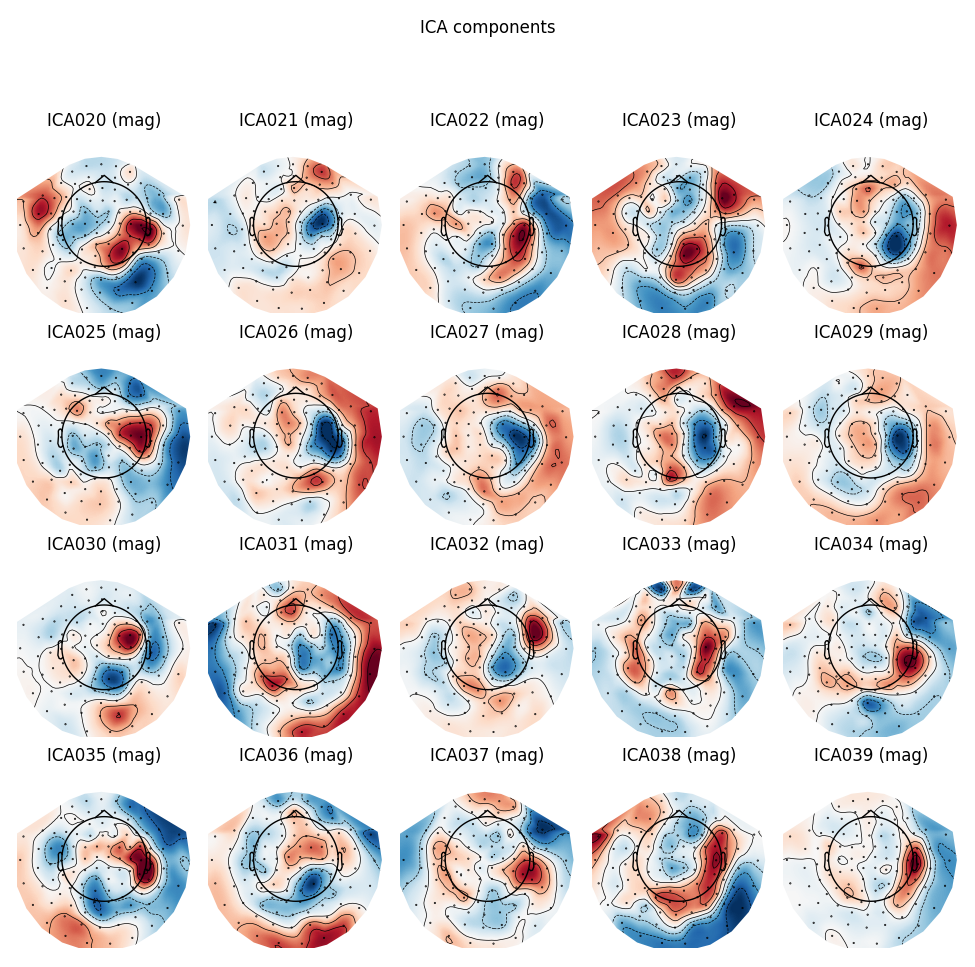 ICA components
ICA020 (mag) ICA021 (mag) ICA022 (mag) ICA023 (mag) ICA024 (mag)
ICA025 (mag) ICA026 (mag) ICA027 (mag) ICA028 (mag) ICA029 (mag)
ICA030 (mag) ICA031 (mag) ICA032 (mag) ICA033 (mag) ICA034 (mag)
ICA035 (mag) ICA036 (mag) ICA037 (mag) ICA038 (mag) ICA039 (mag)